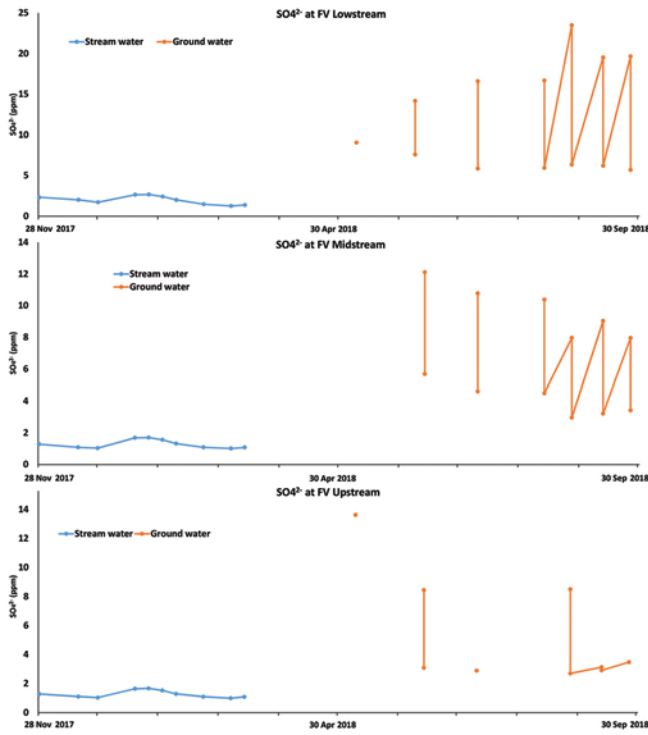 SO4²⁻ at FV Lowstream
Stream water
Ground water
SO₄²⁻ (ppm)
25
20
15
10
5
0
28 Nov 2017
30 Apr 2018
30 Sep 2018
SO4²⁻ at FV Midstream
Stream water
Ground water
SO₄²⁻ (ppm)
14
12
10
8
6
4
2
0
28 Nov 2017
30 Apr 2018
30 Sep 2018
SO4²⁻ at FV Upstream
Stream water
Ground water
SO₄²⁻ (ppm)
14
12
10
8
6
4
2
0
28 Nov 2017
30 Apr 2018
30 Sep 2018